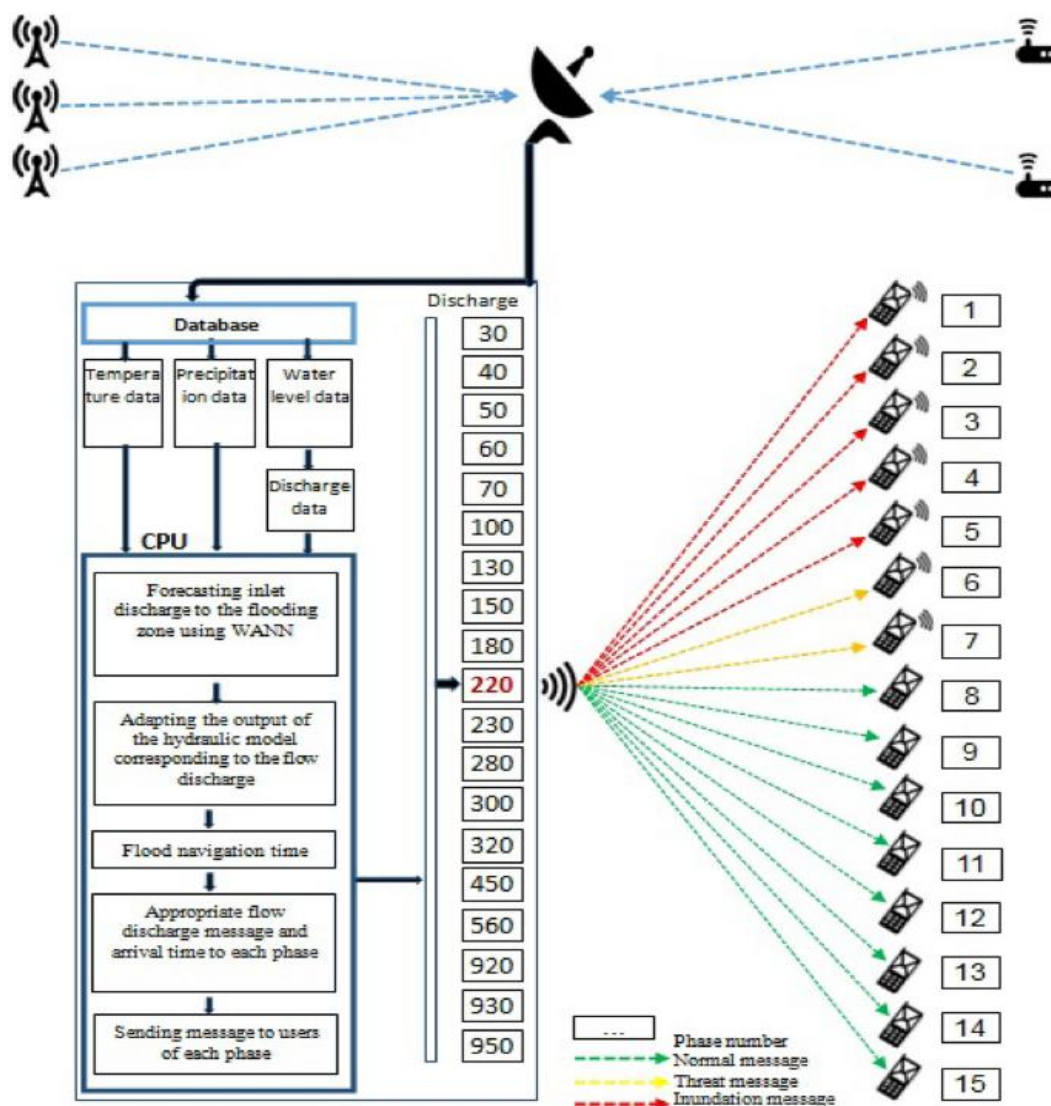 Database
Tempera
ture data
Precipitat
ion data
Water
level data
Discharge
data
CPU
Forecasting inlet
discharge to the flooding
zone using WANN
Adapting the output of
the hydraulic model
corresponding to the flow
discharge
Flood navigation time
Appropriate flow
discharge message and
arrival time to each phase
Sending message to users
of each phase
Discharge
30
40
50
60
70
100
130
150
180
220
230
280
300
320
450
560
920
930
950
1
2
3
4
5
6
7
8
9
10
11
12
13
14
15
...
Phase number
Normal message
Threat message
Inundation message